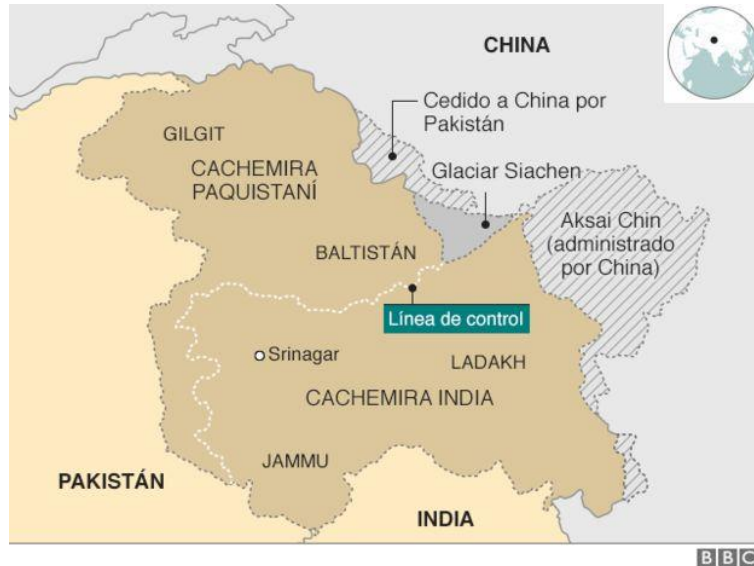 CHINA
Cedido a China por
Pakistán
GILGIT
CACHEMIRA
PAQUISTANÍ
Glaciar Siachen
Aksai Chin
(administrado
por China)
BALTISTÁN
Línea de control
Srinagar
LADAKH
CACHEMIRA INDIA
JAMMU
PAKISTÁN
INDIA
BBC